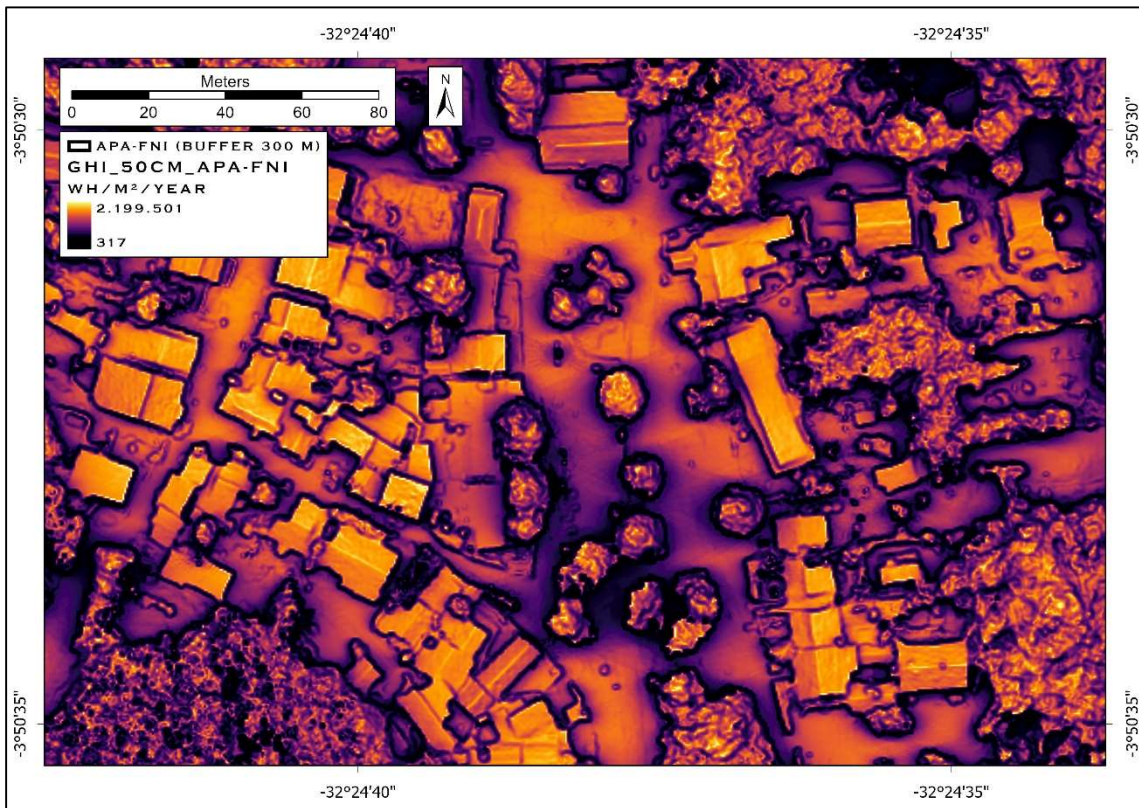 -32°24'40" -32°24'35"
Meters
0 20 40 60 80
N
-3°50'30" -3°50'30"
APA-FNI (BUFFER 300 M)
GHI_50CM_APA-FNI
WH/M²/YEAR
2.199.501
317
-3°50'35" -3°50'35"
-32°24'40" -32°24'35"